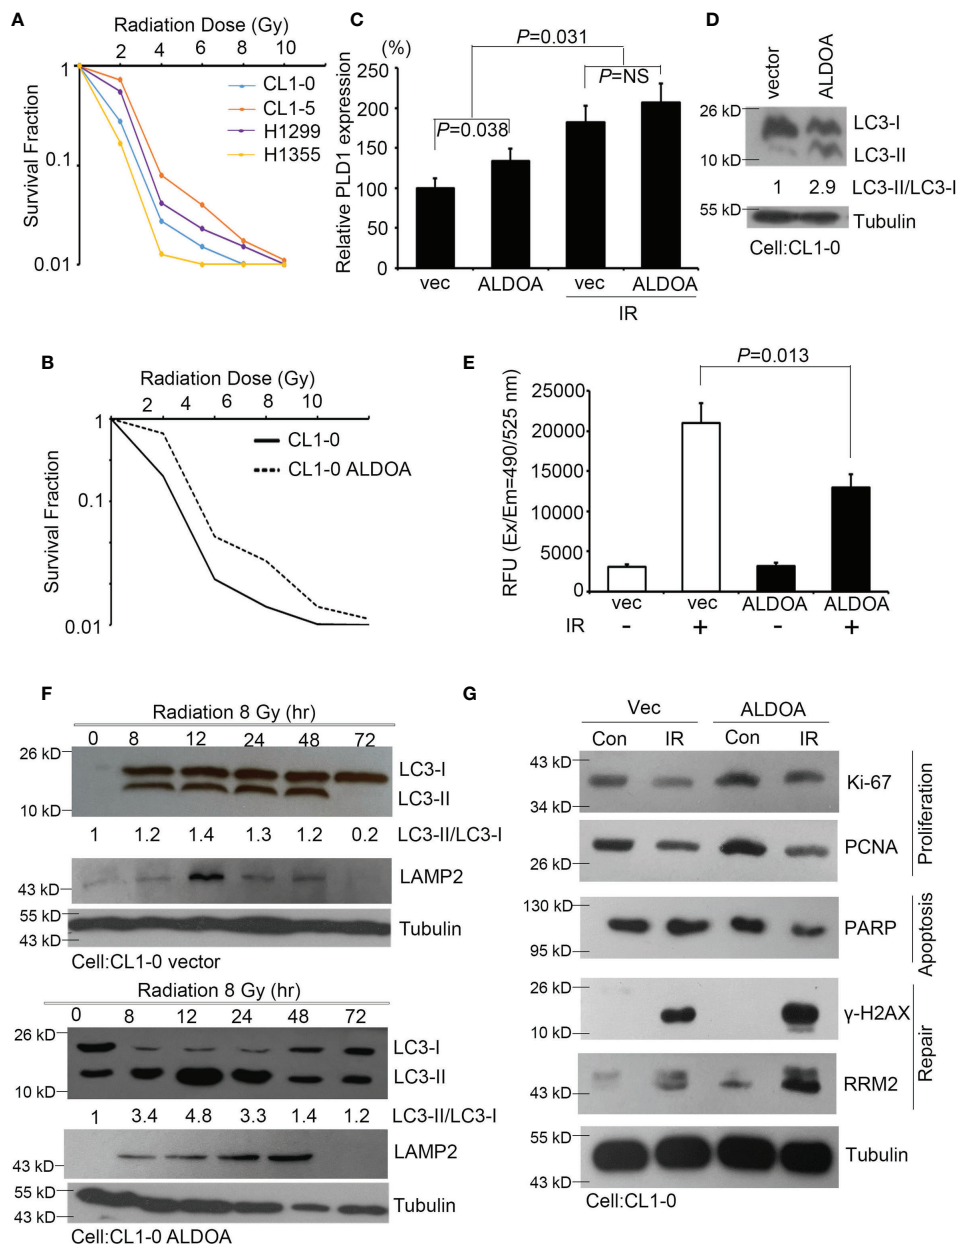 A
Radiation Dose (Gy)
2 4 6 8 10
1
0.1
0.01
Survival Fraction
CL1-0
CL1-5
H1299
H1355
B
Radiation Dose (Gy)
2 4 6 8 10
1
0.1
0.01
Survival Fraction
CL1-0
CL1-0 ALDOA
C
(%)
P=0.031
P=NS
P=0.038
250
200
150
100
50
0
Relative PLD1 expression
vec ALDOA vec ALDOA
IR
D
vector ALDOA
26 kD
LC3-I
LC3-II
10 kD
1 2.9 LC3-II/LC3-I
55 kD
Tubulin
Cell:CL1-0
E
P=0.013
25000
20000
15000
10000
5000
0
RFU (Ex/Em=490/525 nm)
vec vec ALDOA ALDOA
IR - + - +
F
Radiation 8 Gy (hr)
0 8 12 24 48 72
26 kD
LC3-I
LC3-II
10 kD
1 1.2 1.4 1.3 1.2 0.2 LC3-II/LC3-I
LAMP2
43 kD
55 kD
Tubulin
43 kD
Cell:CL1-0 vector
Radiation 8 Gy (hr)
0 8 12 24 48 72
26 kD
LC3-I
LC3-II
10 kD
1 3.4 4.8 3.3 1.4 1.2 LC3-II/LC3-I
LAMP2
43 kD
55 kD
Tubulin
43 kD
Cell:CL1-0 ALDOA
G
Vec ALDOA
Con IR Con IR
43 kD
Ki-67
34 kD
PCNA
26 kD
Proliferation
130 kD
PARP
95 kD
Apoptosis
26 kD
γ-H2AX
10 kD
RRM2
43 kD
Repair
55 kD
Tubulin
43 kD
Cell:CL1-0